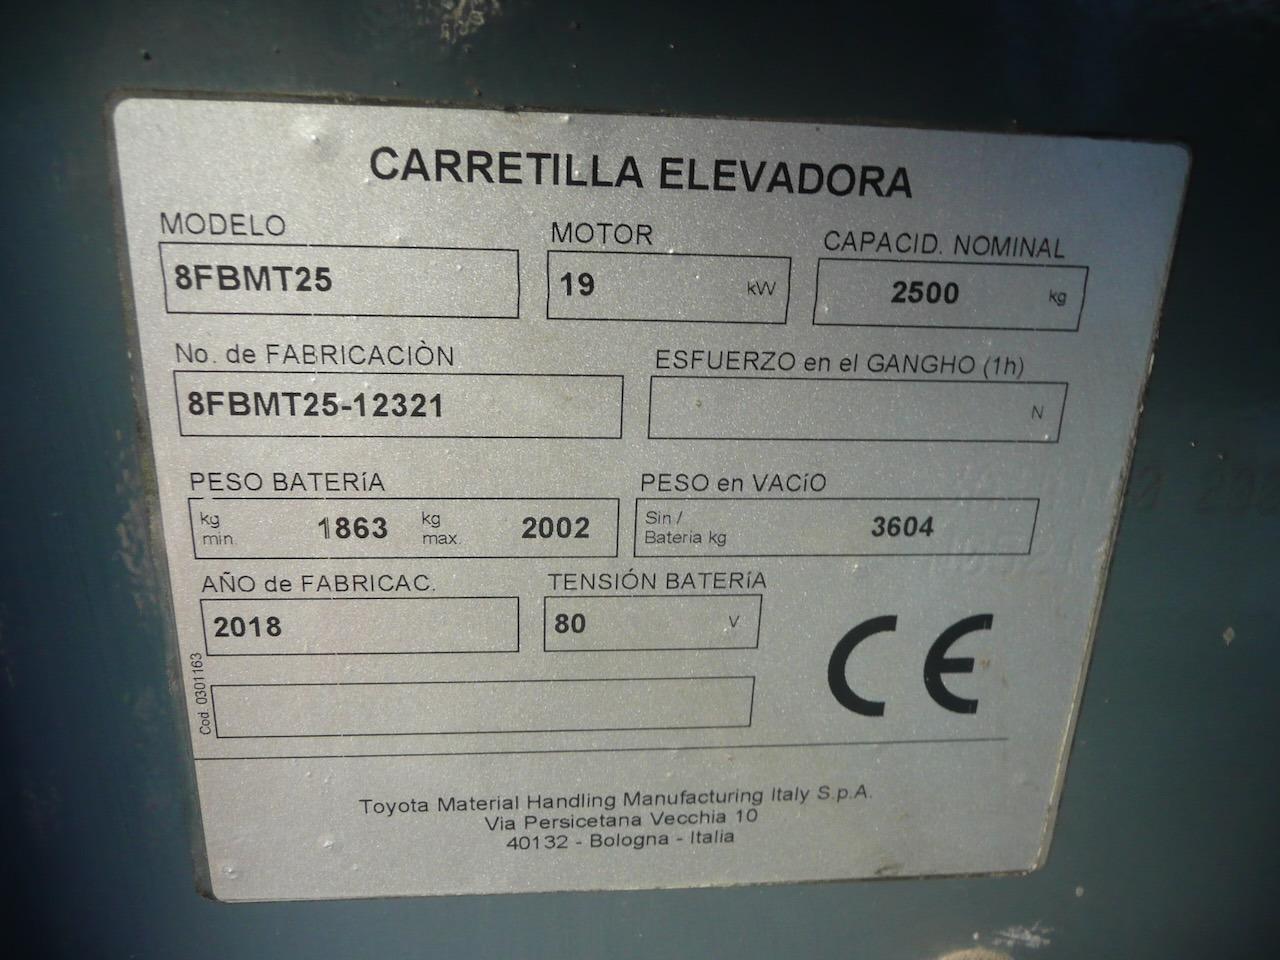 CARRETILLA ELEVADORA
MODELO MOTOR CAPACID. NOMINAL
8FBMT25 19 kW 2500 kg
No. de FABRICACIÒN ESFUERZO en el GANGHO (1h)
8FBMT25-12321 N
PESO BATERíA PESO en VACíO
kg min. 1863 kg max. 2002 Sin / Bateria kg 3604
AÑO de FABRICAC. TENSIÓN BATERíA
2018 80 V
CE
Cod. 0301163
Toyota Material Handling Manufacturing Italy S.p.A.
Via Persicetana Vecchia 10
40132 - Bologna - Italia